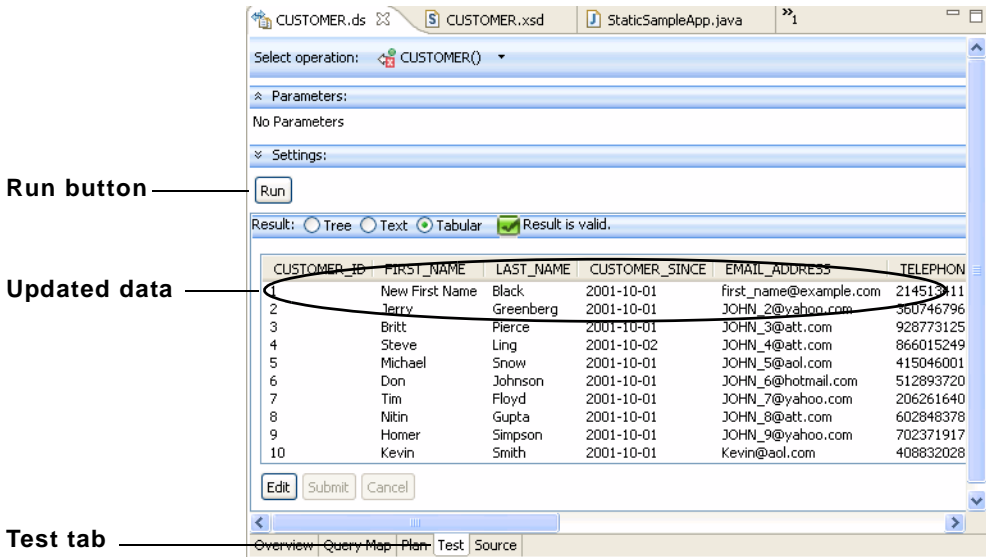 CUSTOMER.ds CUSTOMER.xsd StaticSampleApp.java »1
Select operation: CUSTOMER()
Parameters:
No Parameters
Settings:
Run button
Run
Result: Tree Text Tabular Result is valid.
CUSTOMER_ID FIRST_NAME LAST_NAME CUSTOMER_SINCE EMAIL_ADDRESS TELEPHON
Updated data
1 New First Name Black 2001-10-01 first_name@example.com 214513411
2 Jerry Greenberg 2001-10-01 JOHN_2@yahoo.com 360746796
3 Britt Pierce 2001-10-01 JOHN_3@att.com 928773125
4 Steve Ling 2001-10-02 JOHN_4@att.com 866015249
5 Michael Snow 2001-10-01 JOHN_5@aol.com 415046001
6 Don Johnson 2001-10-01 JOHN_6@hotmail.com 512893720
7 Tim Floyd 2001-10-01 JOHN_7@yahoo.com 206261640
8 Nitin Gupta 2001-10-01 JOHN_8@att.com 602848378
9 Homer Simpson 2001-10-01 JOHN_9@yahoo.com 702371917
10 Kevin Smith 2001-10-01 Kevin@aol.com 408832028
Edit Submit Cancel
Test tab
Overview Query Map Plan Test Source